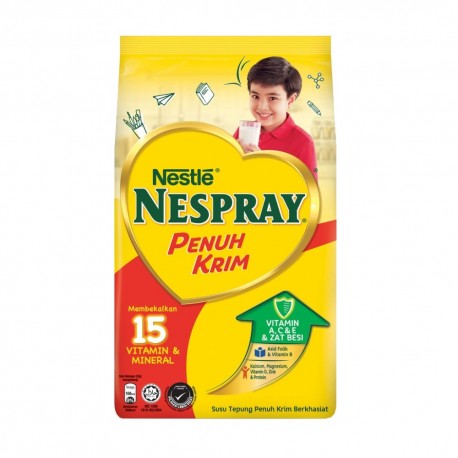 Nestlé®
NESPRAY®
PENUH
KRIM
Membekalkan
15
VITAMIN &
MINERAL
VITAMIN
A, C & E
& ZAT BESI
Asid Folik
& Vitamin B
Kalsium, Magnesium,
Vitamin D, Zink
& Protein
Susu Tepung Penuh Krim Berkhasiat